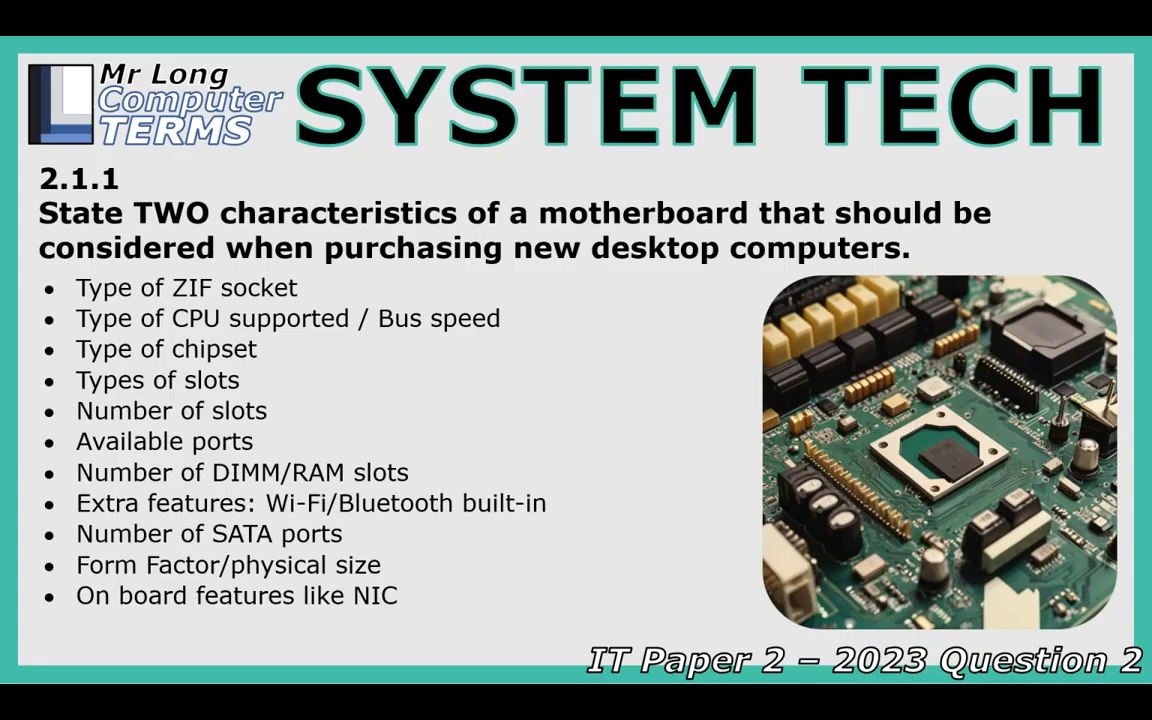 Mr Long
Computer
TERMS
SYSTEM TECH
2.1.1
State TWO characteristics of a motherboard that should be
considered when purchasing new desktop computers.
• Type of ZIF socket
• Type of CPU supported / Bus speed
• Type of chipset
• Types of slots
• Number of slots
• Available ports
• Number of DIMM/RAM slots
• Extra features: Wi-Fi/Bluetooth built-in
• Number of SATA ports
• Form Factor/physical size
• On board features like NIC
IT Paper 2 – 2023 Question 2